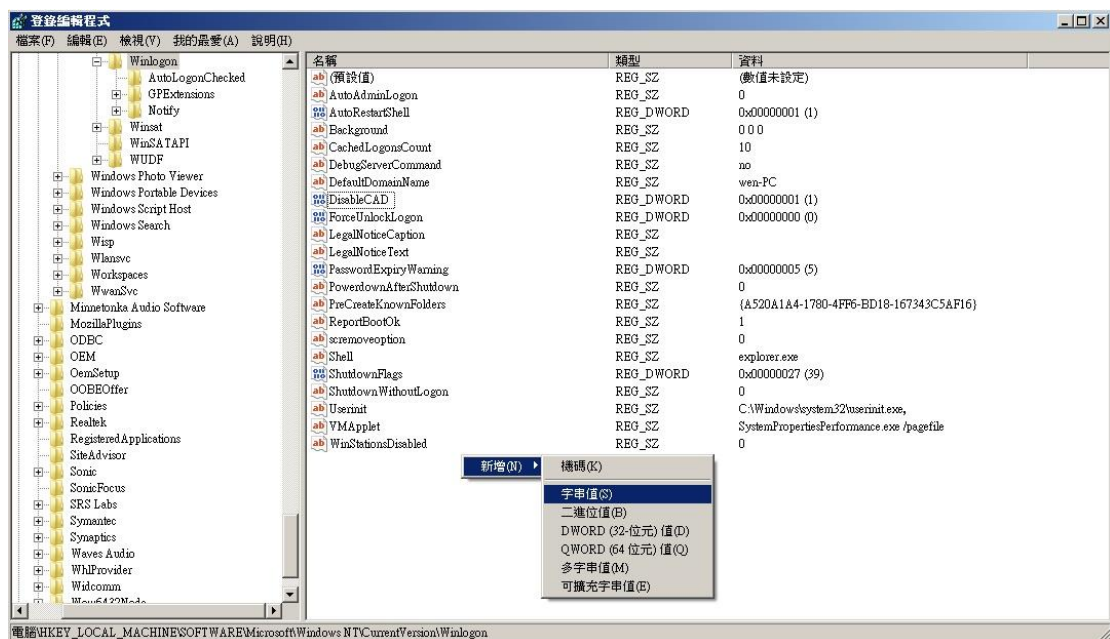 登錄編輯程式
檔案(F) 編輯(E) 檢視(V) 我的最愛(A) 說明(H)
Winlogon
AutoLogonChecked
GPExtensions
Notify
Winsat
WinSATAPI
WUDF
Windows Photo Viewer
Windows Portable Devices
Windows Script Host
Windows Search
Wisp
Wlansvc
Workspaces
WwanSvc
Minnetonka Audio Software
MozillaPlugins
ODBC
OEM
OemSetup
OOBEOffer
Policies
Realtek
RegisteredApplications
SiteAdvisor
Sonic
SonicFocus
SRS Labs
Symantec
Synaptics
Waves Audio
WhlProvider
Widcomm
Wow6432Node
名稱 類型 資料
(預設值) REG_SZ (數值未設定)
AutoAdminLogon REG_SZ 0
AutoRestartShell REG_DWORD 0x00000001 (1)
Background REG_SZ 0 0 0
CachedLogonsCount REG_SZ 10
DebugServerCommand REG_SZ no
DefaultDomainName REG_SZ wen-PC
DisableCAD REG_DWORD 0x00000001 (1)
ForceUnlockLogon REG_DWORD 0x00000000 (0)
LegalNoticeCaption REG_SZ
LegalNoticeText REG_SZ
PasswordExpiryWarning REG_DWORD 0x00000005 (5)
PowerdownAfterShutdown REG_SZ 0
PreCreateKnownFolders REG_SZ {A520A1A4-1780-4FF6-BD18-167343C5AF16}
ReportBootOk REG_SZ 1
scremoveoption REG_SZ 0
Shell REG_SZ explorer.exe
ShutdownFlags REG_DWORD 0x00000027 (39)
ShutdownWithoutLogon REG_SZ 0
Userinit REG_SZ C:\Windows\system32\userinit.exe,
VMApplet REG_SZ SystemPropertiesPerformance.exe /pagefile
WinStationsDisabled REG_SZ 0
新增(N)
機碼(K)
字串值(S)
二進位值(B)
DWORD (32-位元) 值(D)
QWORD (64 位元) 值(Q)
多字串值(M)
可擴充字串值(E)
電腦\HKEY_LOCAL_MACHINE\SOFTWARE\Microsoft\Windows NT\CurrentVersion\Winlogon